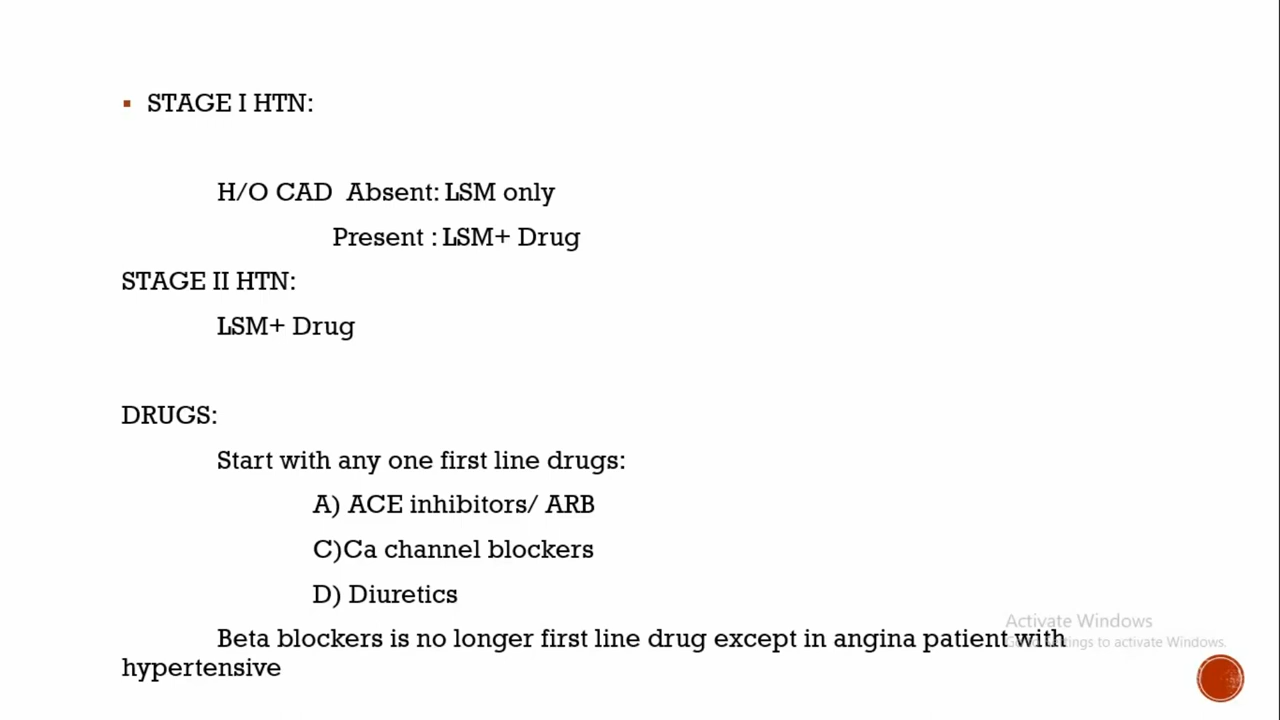 ▪ STAGE I HTN:
H/O CAD Absent: LSM only
Present : LSM+ Drug
STAGE II HTN:
LSM+ Drug
DRUGS:
Start with any one first line drugs:
A) ACE inhibitors/ ARB
C)Ca channel blockers
D) Diuretics
Beta blockers is no longer first line drug except in angina patient with
hypertensive
Activate Windows
Go to Settings to activate Windows.